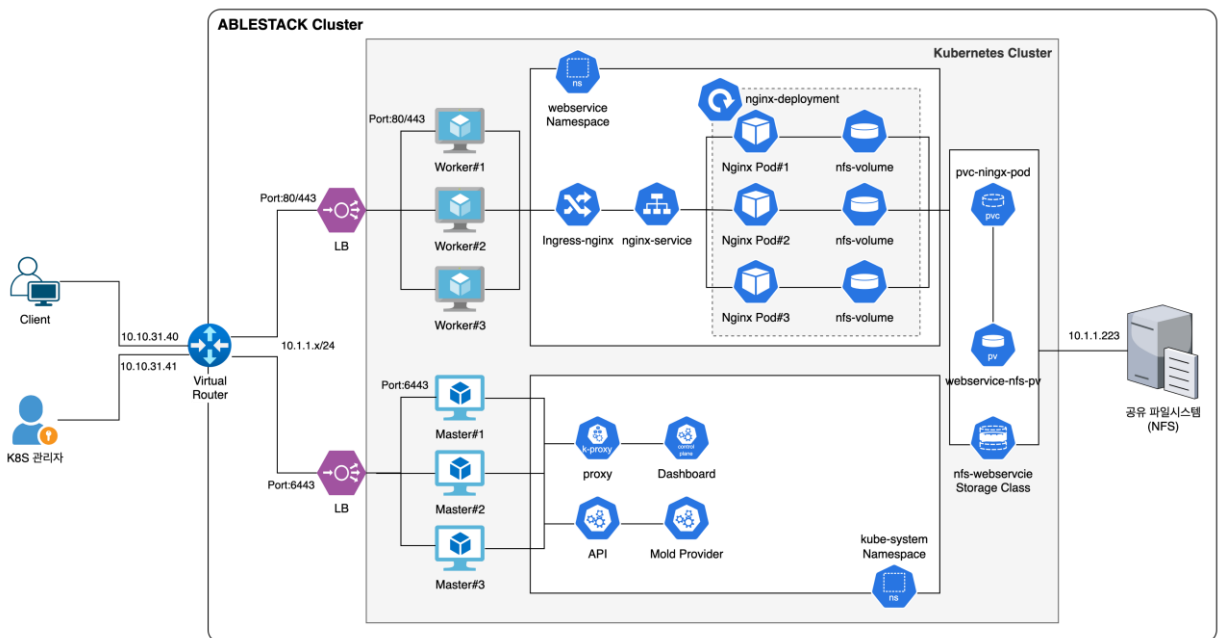 ABLESTACK Cluster
Kubernetes Cluster
ns
webservice
Namespace
nginx-deployment
Port:80/443
Worker#1
Worker#2
Worker#3
Port:80/443
LB
Ingress-nginx
nginx-service
Nginx Pod#1
nfs-volume
Nginx Pod#2
nfs-volume
Nginx Pod#3
nfs-volume
pvc-ningx-pod
pvc
pv
webservice-nfs-pv
nfs-webservcie
Storage Class
10.1.1.223
공유 파일시스템
(NFS)
Client
10.10.31.40
10.10.31.41
K8S 관리자
Virtual
Router
10.1.1.x/24
Port:6443
LB
Port:6443
Master#1
Master#2
Master#3
k-proxy
proxy
control
plane
Dashboard
API
Mold Provider
kube-system
Namespace
ns